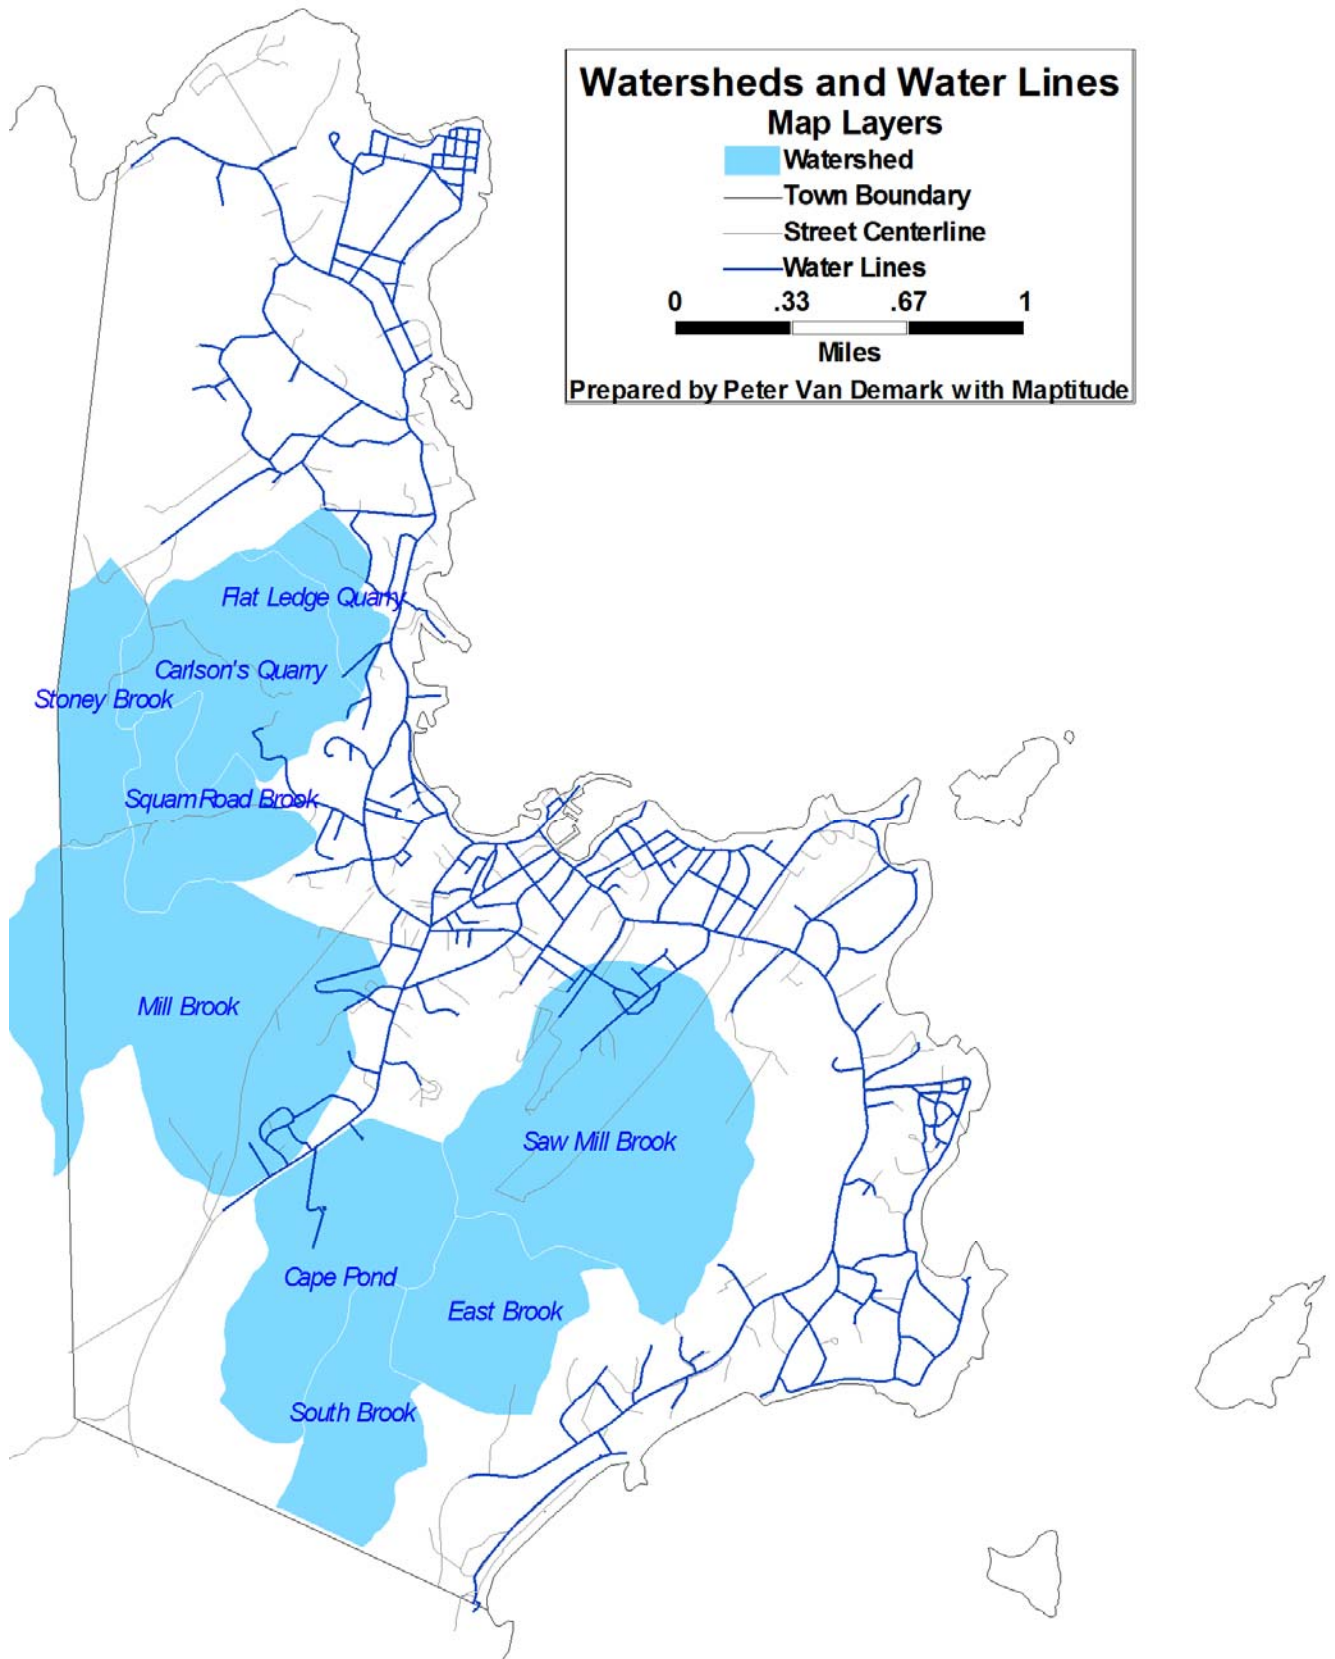 Watersheds and Water Lines
Map Layers
Watershed
Town Boundary
Street Centerline
Water Lines
0 .33 .67 1
Miles
Prepared by Peter Van Demark with Maptitude
Flat Ledge Quarry
Carlson's Quarry
Stoney Brook
Squam Road Brook
Mill Brook
Saw Mill Brook
Cape Pond
East Brook
South Brook